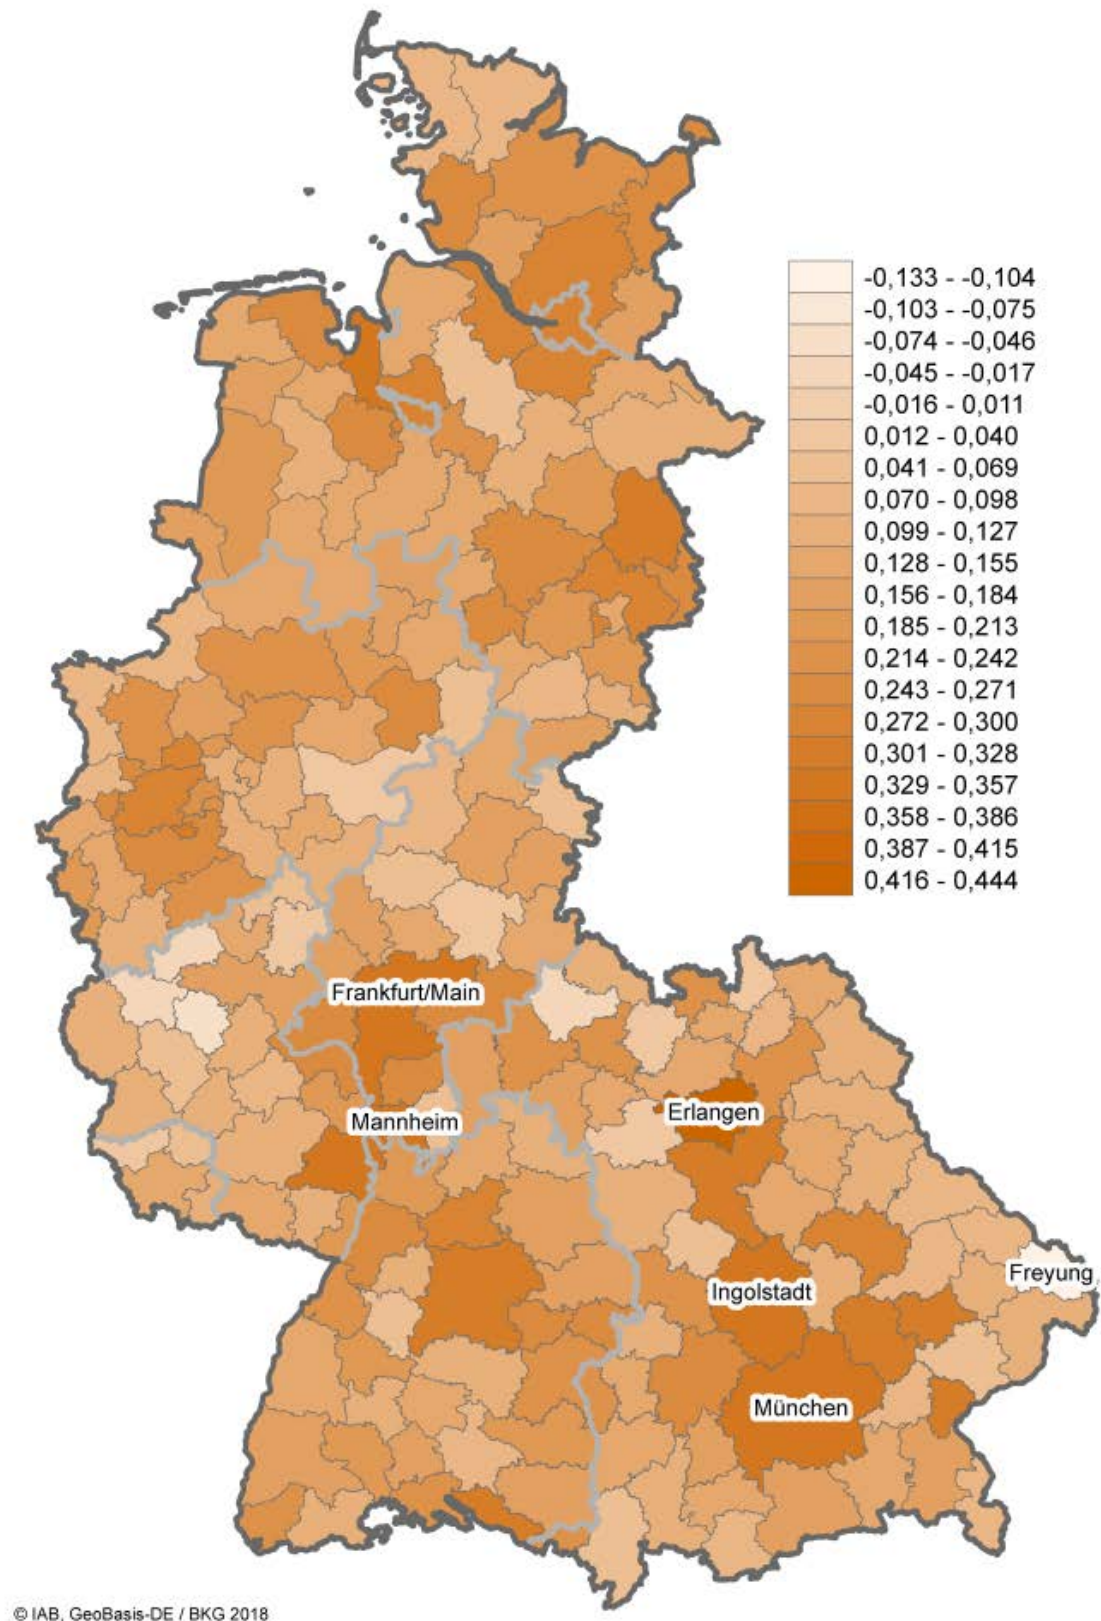 -0,133 - -0,104
-0,103 - -0,075
-0,074 - -0,046
-0,045 - -0,017
-0,016 - 0,011
0,012 - 0,040
0,041 - 0,069
0,070 - 0,098
0,099 - 0,127
0,128 - 0,155
0,156 - 0,184
0,185 - 0,213
0,214 - 0,242
0,243 - 0,271
0,272 - 0,300
0,301 - 0,328
0,329 - 0,357
0,358 - 0,386
0,387 - 0,415
0,416 - 0,444
Frankfurt/Main
Mannheim
Erlangen
Freyung
Ingolstadt
München
© IAB, GeoBasis-DE / BKG 2018